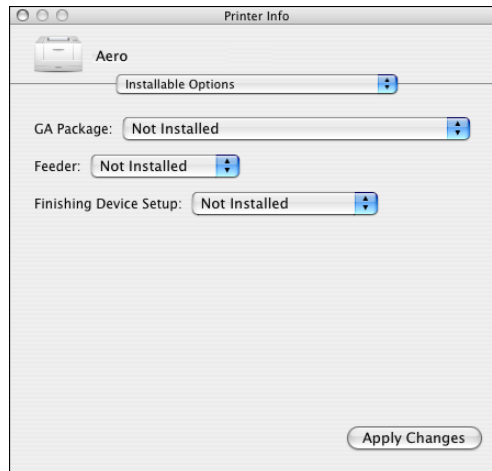 Printer Info
Aero
Installable Options
GA Package: Not Installed
Feeder: Not Installed
Finishing Device Setup: Not Installed
Apply Changes